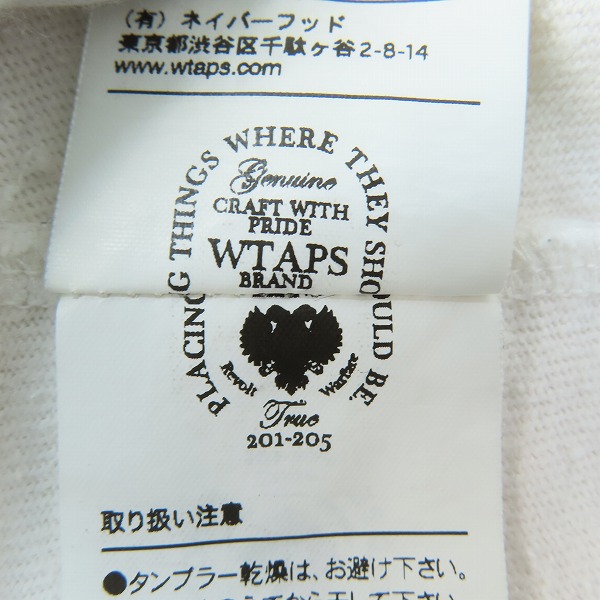 (有) ネイバーフッド
東京都渋谷区千駄ヶ谷2-8-14
www.wtaps.com
PLACING THINGS WHERE THEY SHOULD BE.
Genuine
CRAFT WITH
PRIDE
WTAPS
BRAND
Revolt Warfare
True
201-205
取り扱い注意
●タンブラー乾燥は、お避け下さい。